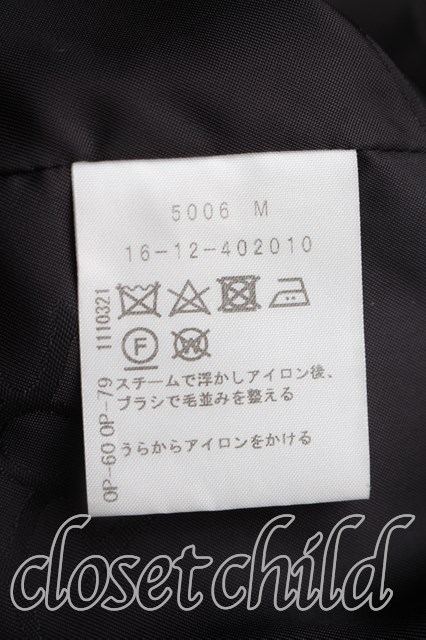 5006 M
16-12-402010
1110321
F
W
OP-60 OP-79
スチームで浮かしアイロン後、
ブラシで毛並みを整える
うらからアイロンをかける
closet child